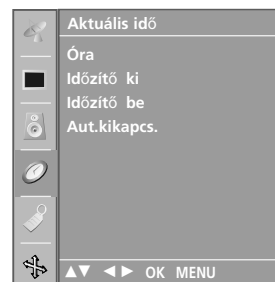 Aktuális idő
Óra
Időzítő ki
Időzítő be
Aut.kikapcs.
▲▼ ◄► OK MENU